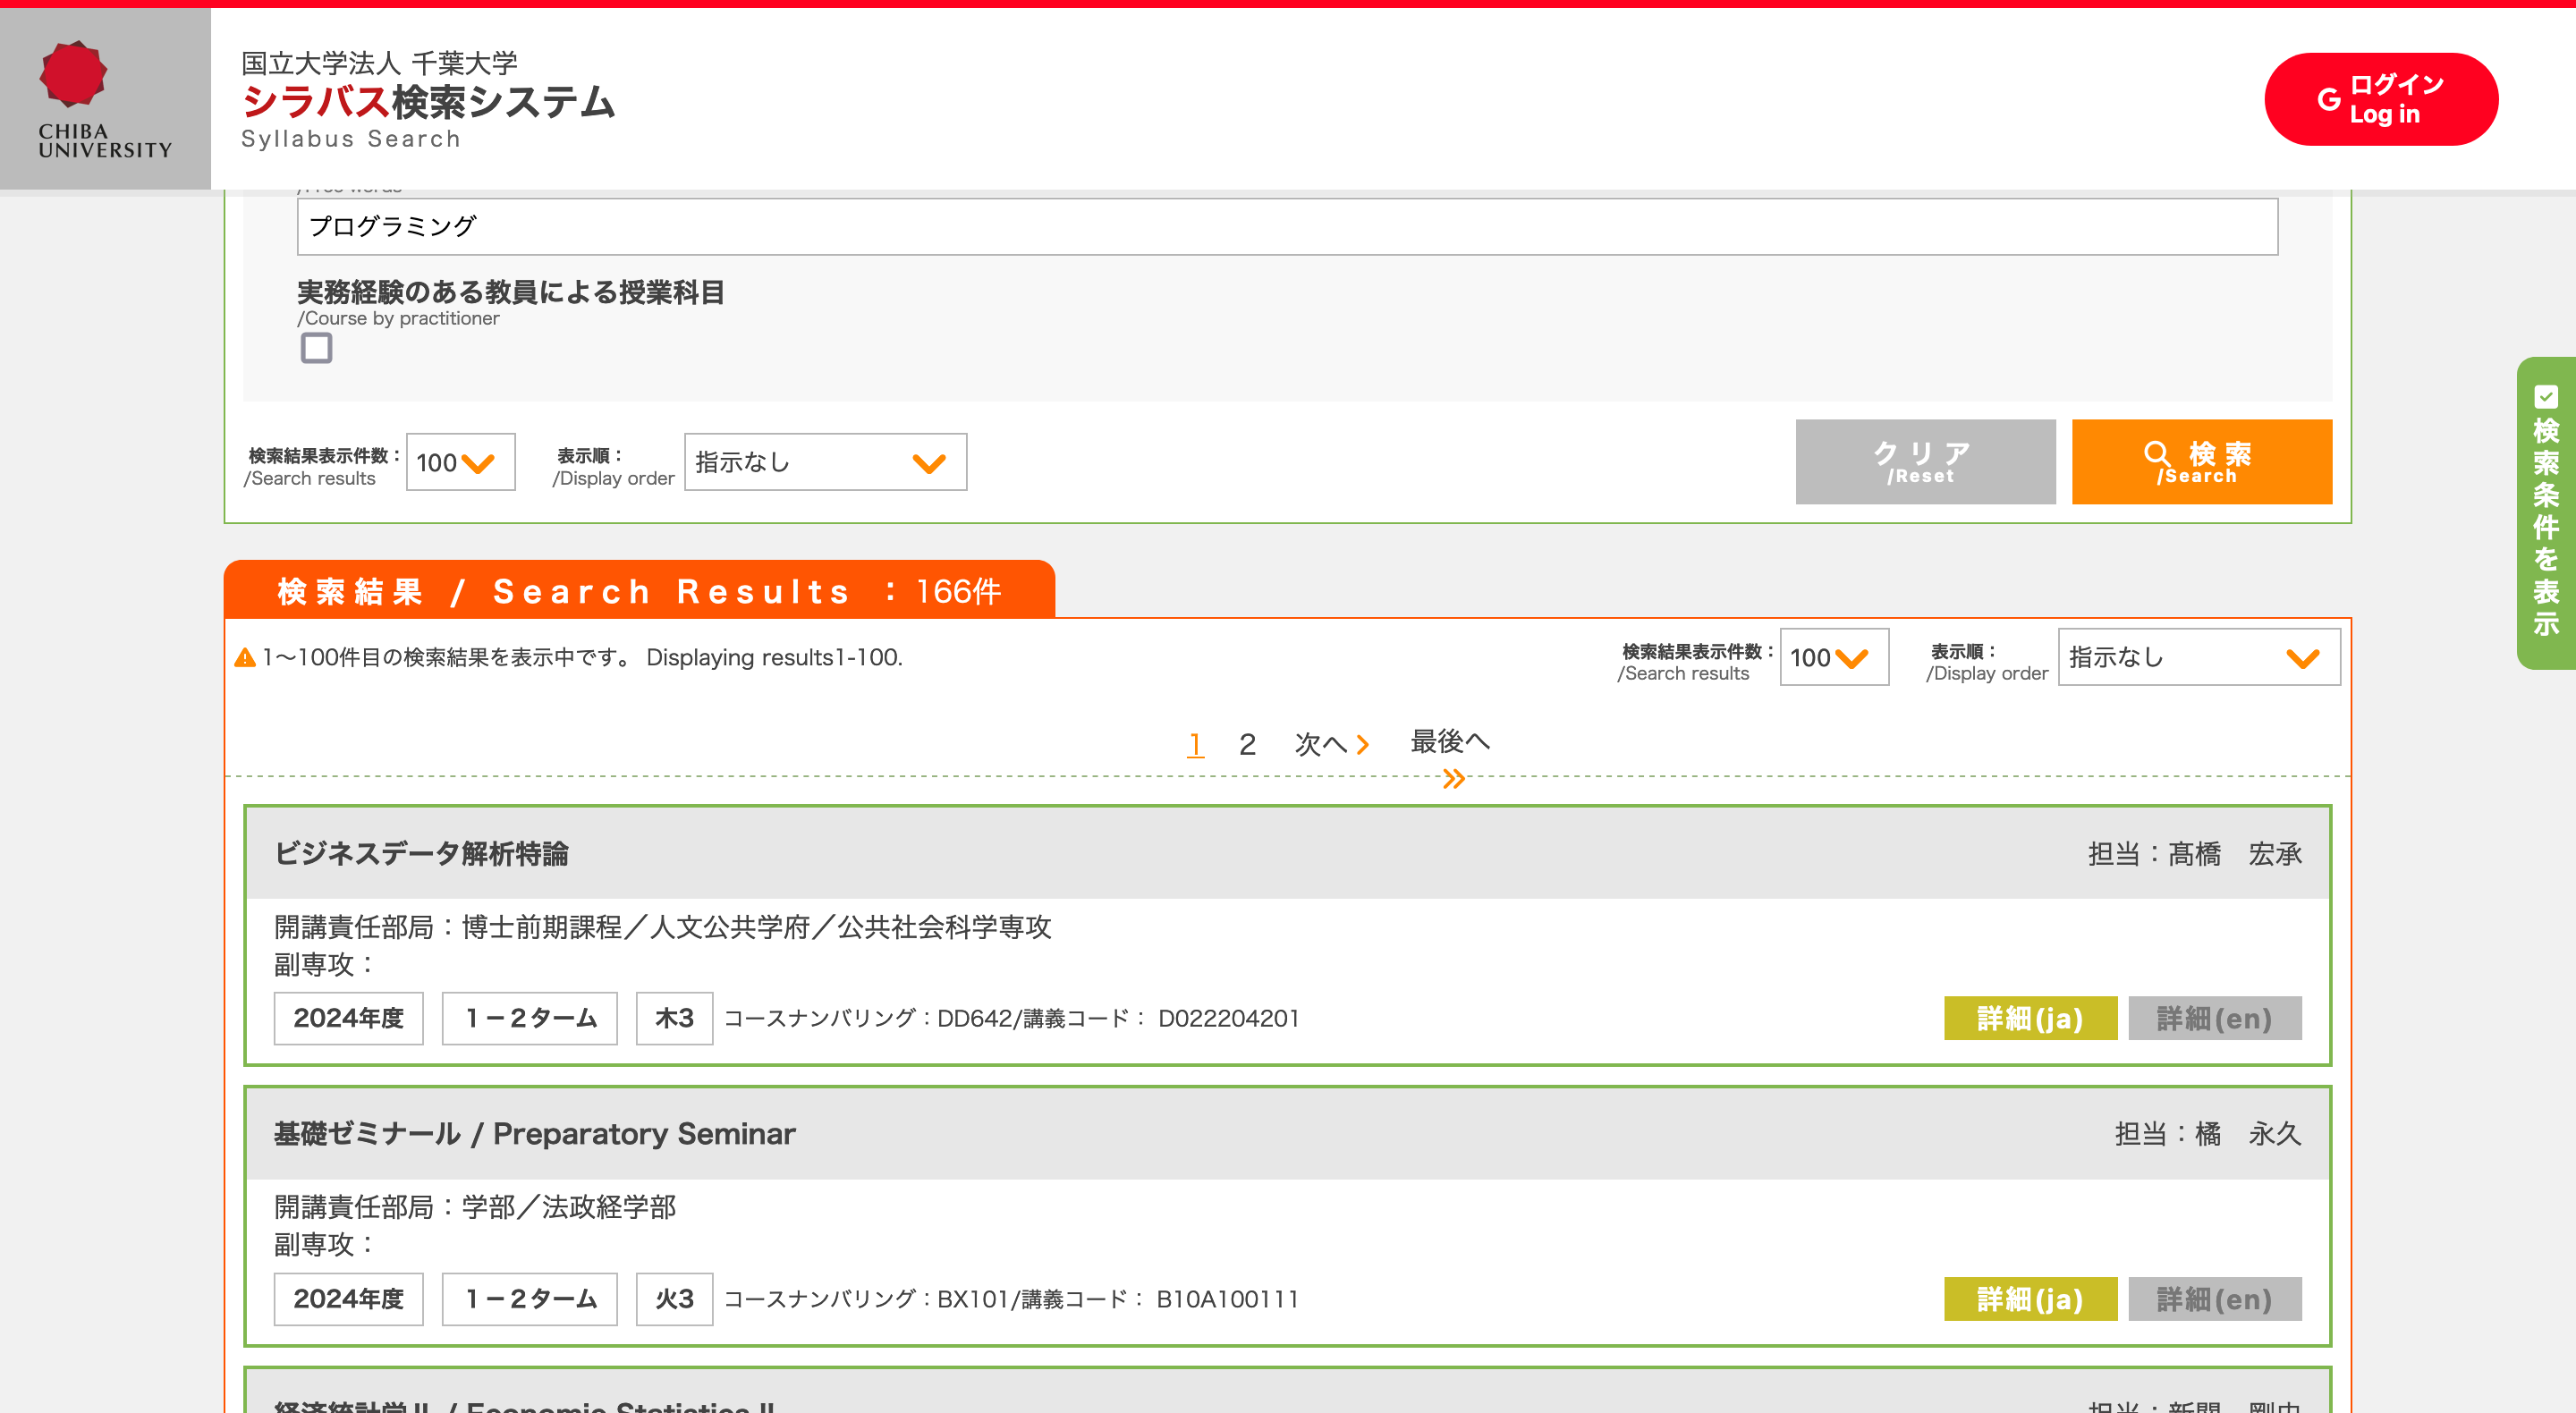 CHIBA
UNIVERSITY
国立大学法人 千葉大学
シラバス検索システム
Syllabus Search
G ログイン
Log in
プログラミング
実務経験のある教員による授業科目
/Course by practitioner
検索結果表示件数：
/Search results
100
表示順：
/Display order
指示なし
クリア
/Reset
検索
/Search
検索条件を表示
検索結果 / Search Results ：166件
1〜100件目の検索結果を表示中です。 Displaying results1-100.
検索結果表示件数：
/Search results
100
表示順：
/Display order
指示なし
1 2 次へ 最後へ
ビジネスデータ解析特論
担当：髙橋　宏承
開講責任部局：博士前期課程／人文公共学府／公共社会科学専攻
副専攻：
2024年度 1－2ターム 木3 コースナンバリング：DD642/講義コード： D022204201
詳細(ja) 詳細(en)
基礎ゼミナール / Preparatory Seminar
担当：橘　永久
開講責任部局：学部／法政経学部
副専攻：
2024年度 1－2ターム 火3 コースナンバリング：BX101/講義コード： B10A100111
詳細(ja) 詳細(en)
経済統計学II / Economic Statistics II
担当：新関